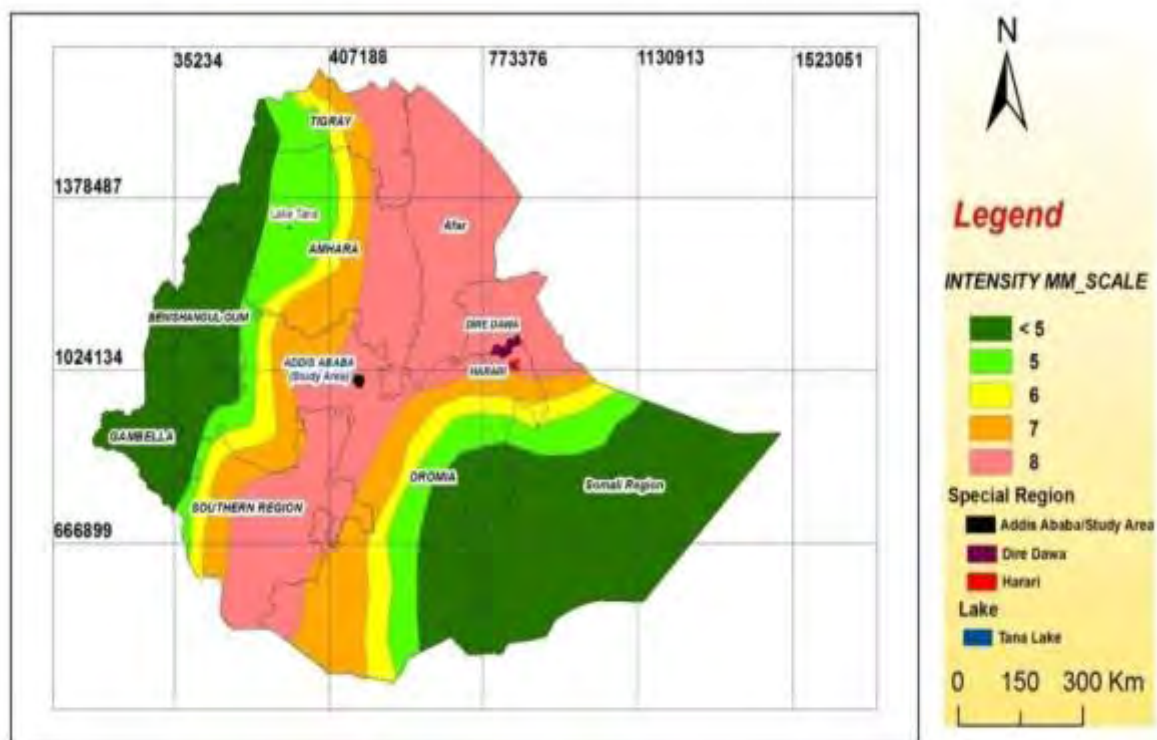 35234 407188 773376 1130913 1523051
1378487
1024134
666899
TIGRAY
Lake Tana
Afar
AMHARA
BENISHANGUL-GUM
DIRE DAWA
ADDIS ABABA
(Study Area)
HARARI
GAMBELLA
OROMIA
Somali Region
SOUTHERN REGION
N
Legend
INTENSITY MM_SCALE
< 5
5
6
7
8
Special Region
Addis Ababa/Study Area
Dire Dawa
Harari
Lake
Tana Lake
0 150 300 Km